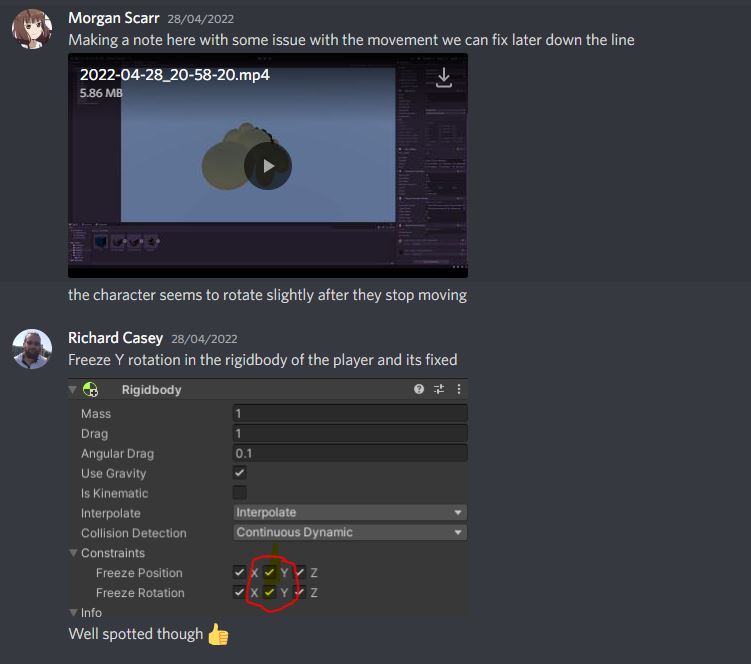 Morgan Scarr 28/04/2022
Making a note here with some issue with the movement we can fix later down the line
2022-04-28_20-58-20.mp4
5.86 MB
the character seems to rotate slightly after they stop moving
Richard Casey 28/04/2022
Freeze Y rotation in the rigidbody of the player and its fixed
Rigidbody
Mass 1
Drag 1
Angular Drag 0.1
Use Gravity
Is Kinematic
Interpolate Interpolate
Collision Detection Continuous Dynamic
Constraints
Freeze Position X Y Z
Freeze Rotation X Y Z
Info
Well spotted though